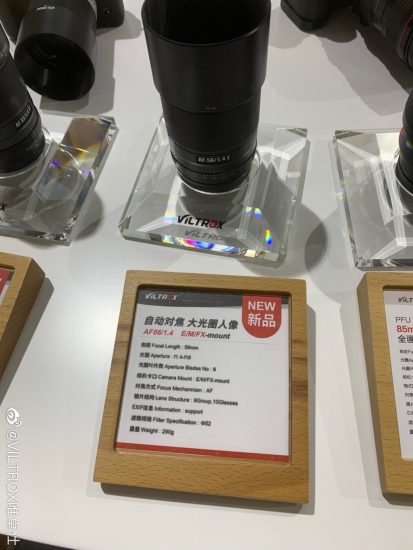 AF 56/1.4 E
VILTROX
VILTROX
NEW
新品
自动对焦 大光圈人像
AF56/1.4 E/M/FX-mount
焦距 Focal Length : 56mm
光圈 Aperture : f1.4-f16
光圈叶片数 Aperture Blades No : 9
相机卡口 Camera Mount : E/M/FX-mount
对焦方式 Focus Mechanism : AF
镜片结构 Lens Structure : 9Group,10Glasses
EXIF信息 Information : support
滤镜规格 Filter Specification : Φ52
重量 Weight : 290g
VILTROX
PFU
85m
全画
@VILTROX唯卓仕